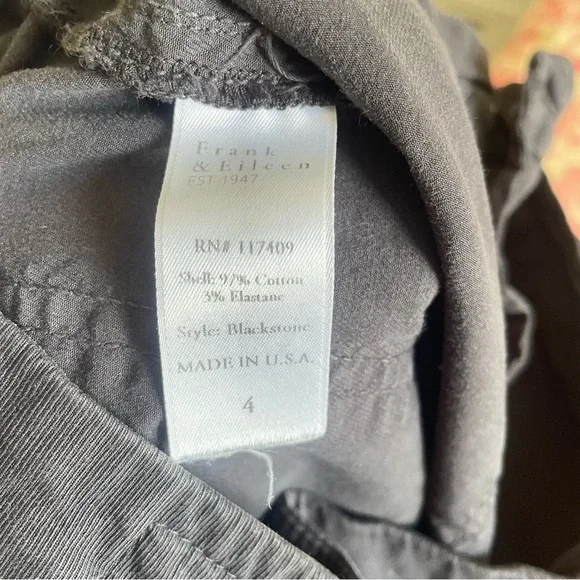 Frank
& Eileen
EST 1947
RN# 117409
Shell: 97% Cotton
3% Elastane
Style: Blackstone
MADE IN U.S.A.
4